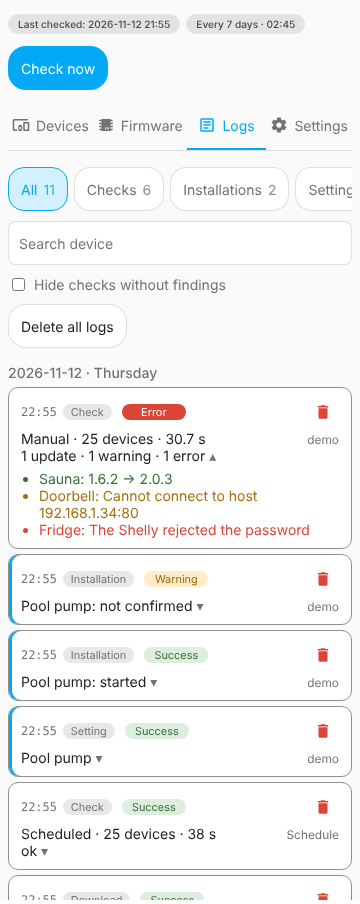 Last checked: 2026-11-12 21:55 Every 7 days · 02:45
Check now
Devices Firmware Logs Settings
All 11 Checks 6 Installations 2 Setting
Search device
Hide checks without findings
Delete all logs
2026-11-12 · Thursday
22:55 Check Error
Manual · 25 devices · 30.7 s demo
1 update · 1 warning · 1 error ▴
• Sauna: 1.6.2 → 2.0.3
• Doorbell: Cannot connect to host
192.168.1.34:80
• Fridge: The Shelly rejected the password
22:55 Installation Warning
Pool pump: not confirmed ▾ demo
22:55 Installation Success
Pool pump: started ▾ demo
22:55 Setting Success
Pool pump ▾ demo
22:55 Check Success
Scheduled · 25 devices · 38 s Schedule
ok ▾
22:55 Download Success